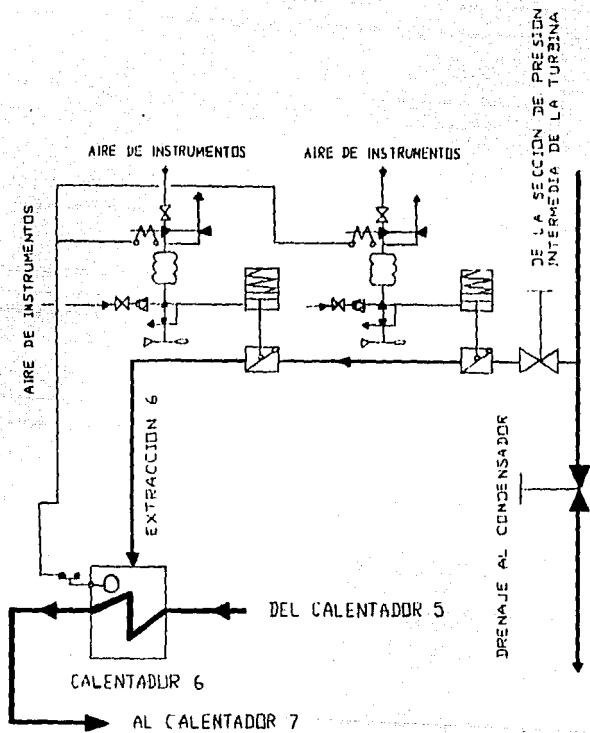 AIRE DE INSTRUMENTOS
AIRE DE INSTRUMENTOS
DE LA SECCION DE PRESION
INTERMEDIA DE LA TURBINA
AIRE DE INSTRUMENTOS
EXTRACCION 6
DRENAJE AL CONDENSADOR
DEL CALENTADOR 5
CALENTADOR 6
AL CALENTADOR 7